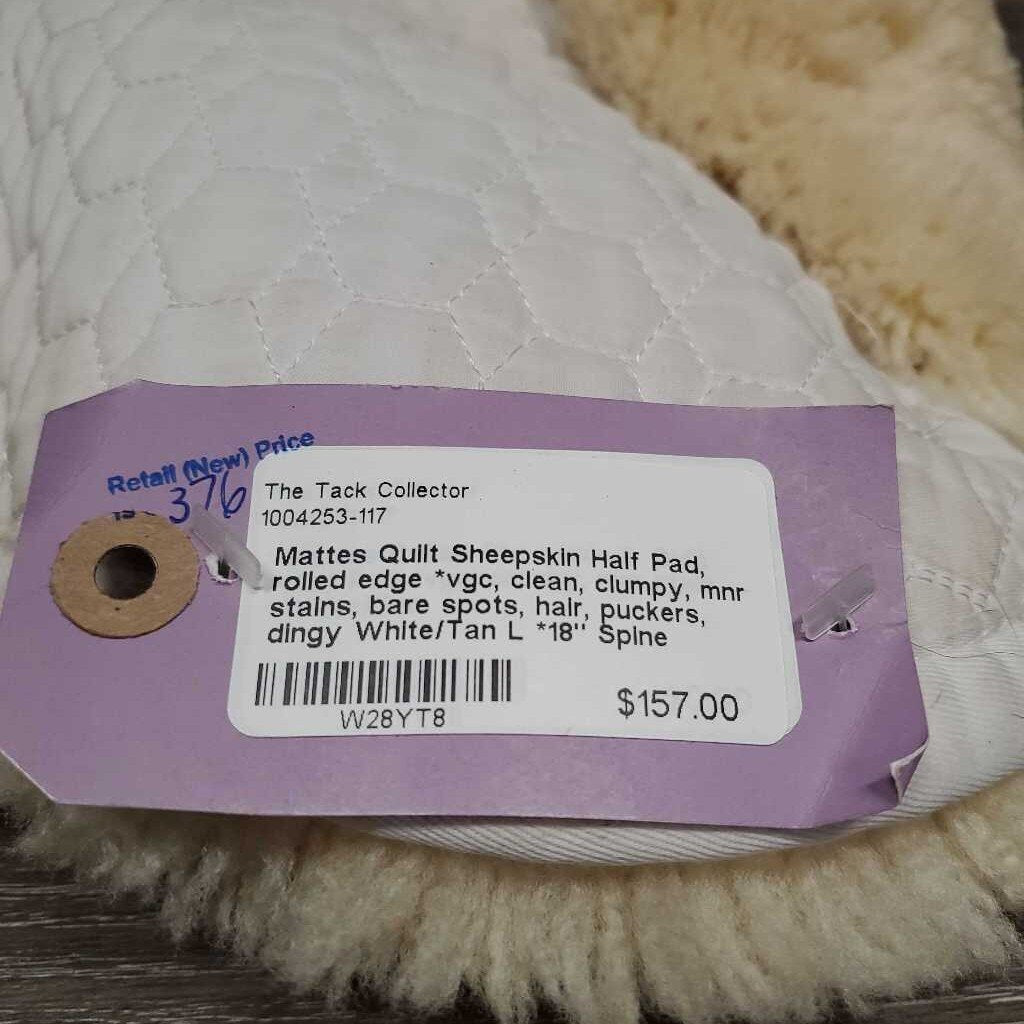 Retail (New) Price
376
The Tack Collector
1004253-117
Mattes Quilt Sheepskin Half Pad,
rolled edge *vgc, clean, clumpy, mnr
stains, bare spots, hair, puckers,
dingy White/Tan L *18" Spine
W28YT8
$157.00